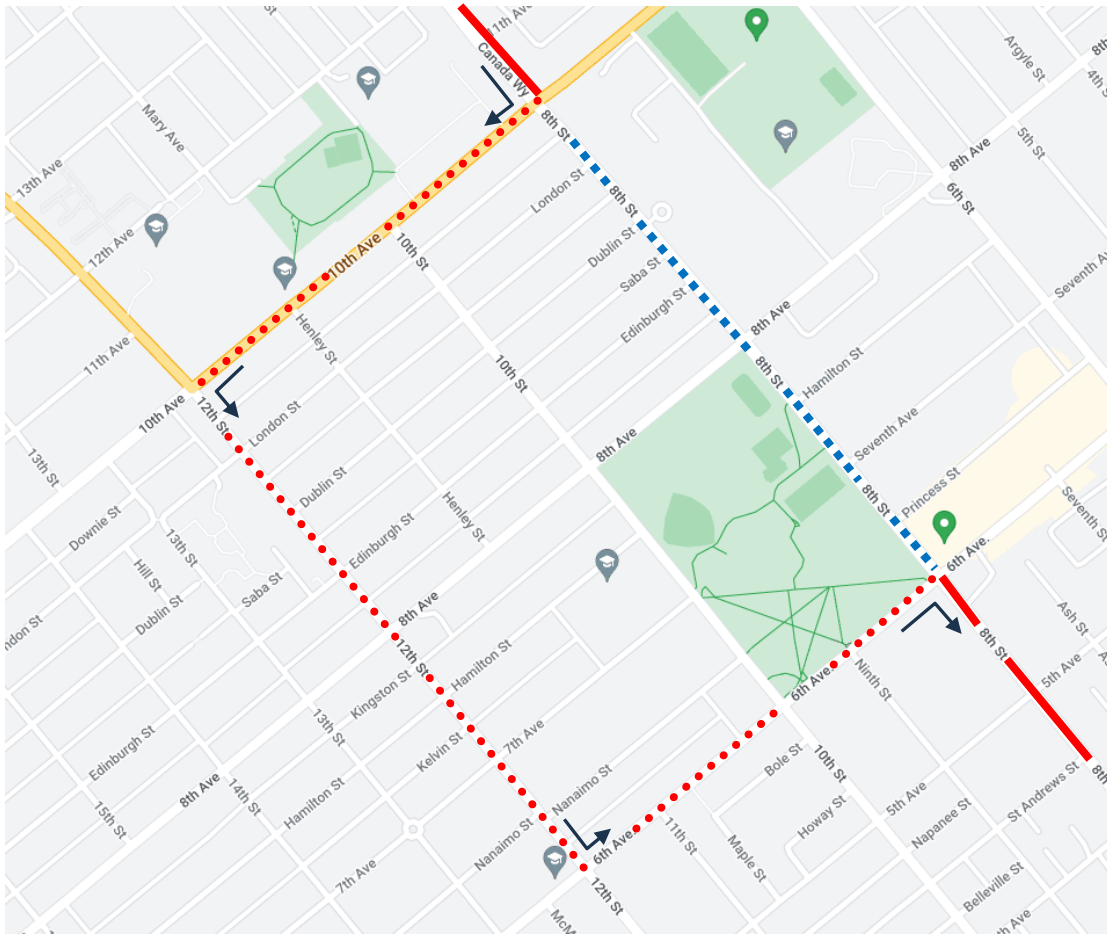 11th Ave
Canada Wy
Argyle St
8th
4th
5th St
Mary Ave
8th St
8th Ave
13th Ave
London St
8th St
6th St
12th Ave
10th Ave
10th St
Dublin St
Saba St
Seventh Av
Edinburgh St
8th Ave
11th Ave
Henley St
10th St
8th St
Hamilton St
10th Ave
12th St
London St
8th Ave
Seventh Ave
13th St
Dublin St
Henley St
8th St
Princess St
Seventh St
Downie St
13th St
Edinburgh St
6th Ave
Hill St
Saba St
Dublin St
8th Ave
Ash St
ndon St
12th St
Hamilton St
8th St
Kingston St
6th Ave
Ninth St
5th Ave
Edinburgh St
13th St
Kelvin St
7th Ave
Bole St
10th St
8th Ave
14th St
Hamilton St
Nanaimo St
5th Ave
St Andrews St
8th
15th St
Howay St
Napanee St
Nanaimo St
6th Ave
11th St
Maple St
7th Ave
12th St
Belleville St
McM
th Ave